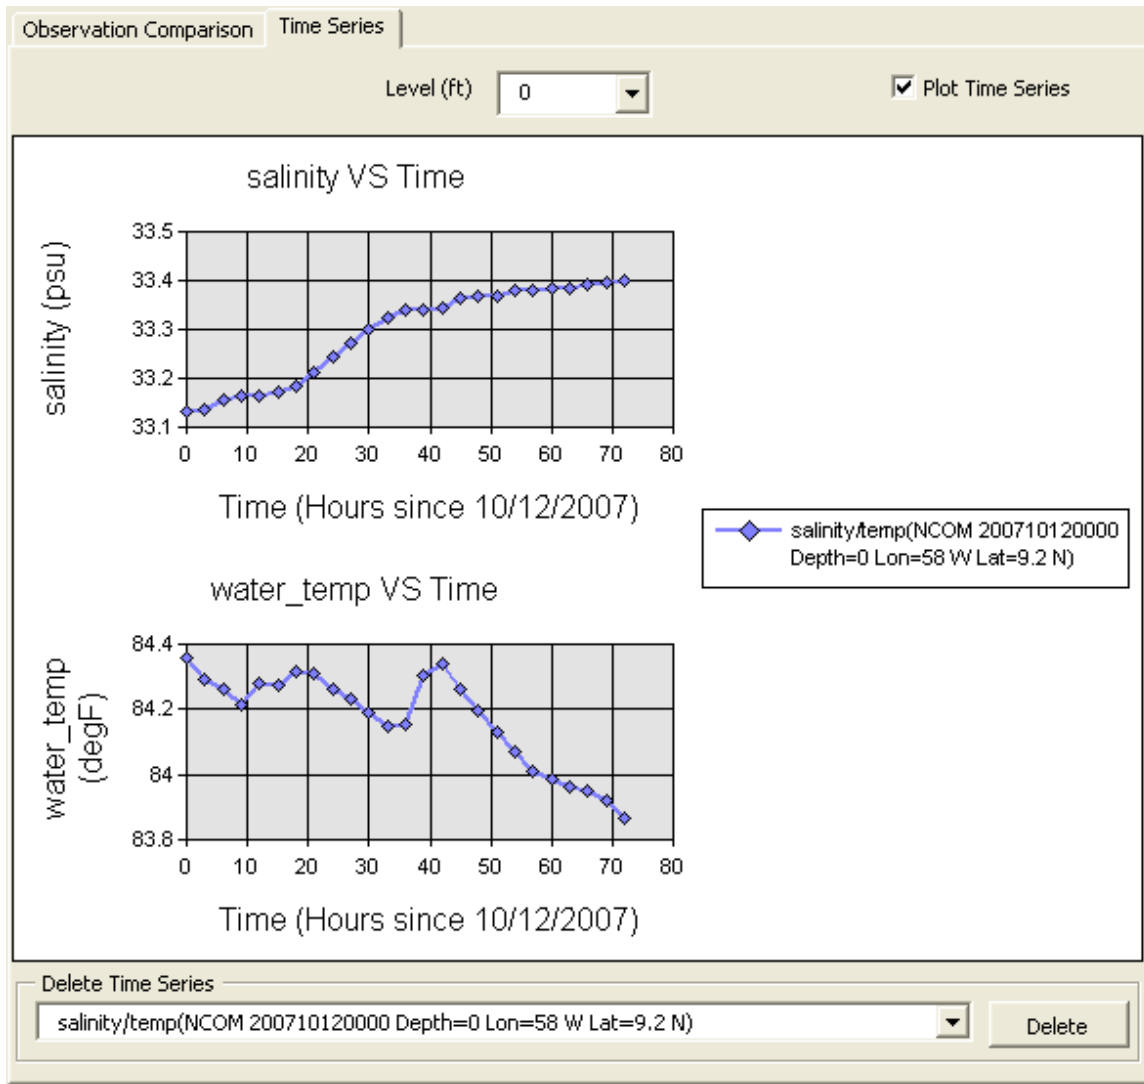 Observation Comparison
Time Series
Level (ft)
0
Plot Time Series
salinity VS Time
salinity (psu)
33.5
33.4
33.3
33.2
33.1
0 10 20 30 40 50 60 70 80
Time (Hours since 10/12/2007)
salinity/temp(NCOM 200710120000
Depth=0 Lon=58 W Lat=9.2 N)
water_temp VS Time
water_temp
(degF)
84.4
84.2
84
83.8
0 10 20 30 40 50 60 70 80
Time (Hours since 10/12/2007)
Delete Time Series
salinity/temp(NCOM 200710120000 Depth=0 Lon=58 W Lat=9.2 N)
Delete